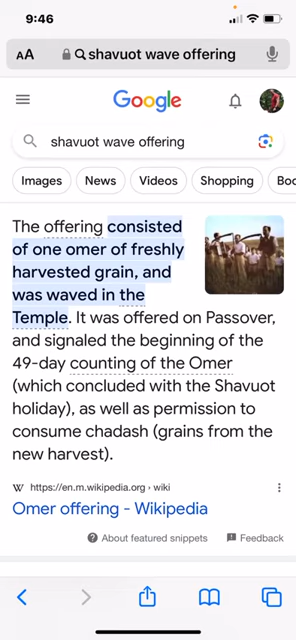 9:46
AA shavuot wave offering
Google
shavuot wave offering
Images News Videos Shopping Boo
The offering consisted
of one omer of freshly
harvested grain, and
was waved in the
Temple. It was offered on Passover,
and signaled the beginning of the
49-day counting of the Omer
(which concluded with the Shavuot
holiday), as well as permission to
consume chadash (grains from the
new harvest).
W https://en.m.wikipedia.org › wiki
Omer offering - Wikipedia
About featured snippets Feedback